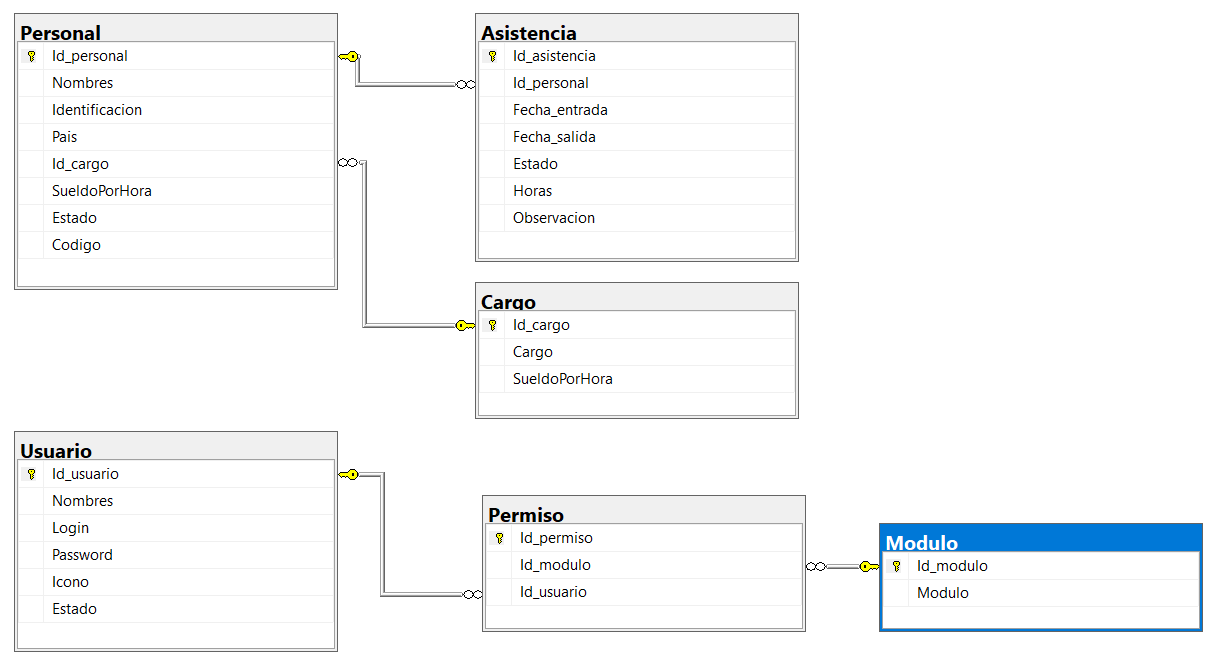 Personal
Id_personal
Nombres
Identificacion
Pais
Id_cargo
SueldoPorHora
Estado
Codigo
Asistencia
Id_asistencia
Id_personal
Fecha_entrada
Fecha_salida
Estado
Horas
Observacion
Cargo
Id_cargo
Cargo
SueldoPorHora
Usuario
Id_usuario
Nombres
Login
Password
Icono
Estado
Permiso
Id_permiso
Id_modulo
Id_usuario
Modulo
Id_modulo
Modulo